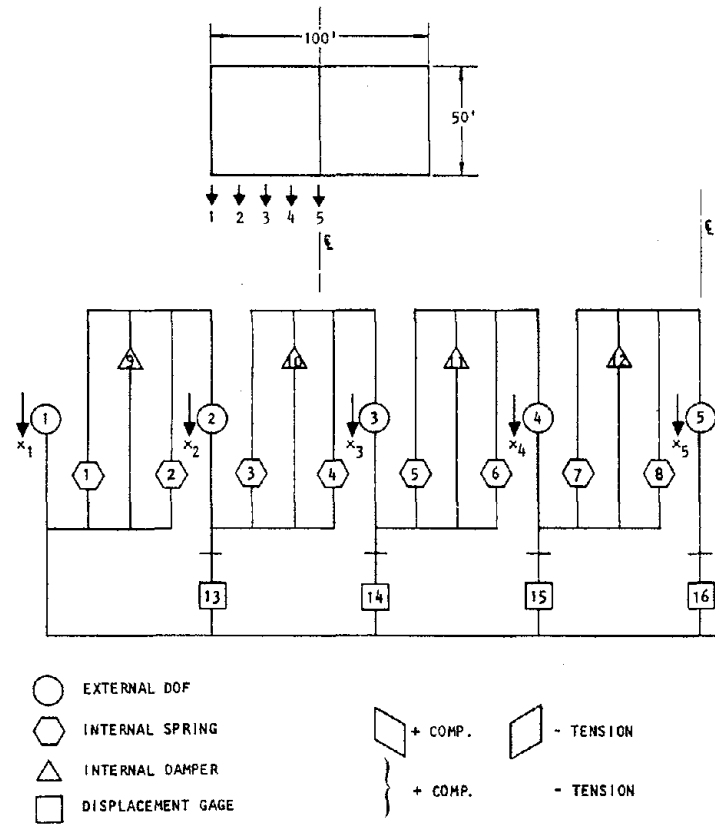 100'
50'
1 2 3 4 5
℄
℄
9 10 11 12
1 2 3 4 5
x1 x2 x3 x4 x5
1 2 3 4 5 6 7 8
13 14 15 16
EXTERNAL DOF
INTERNAL SPRING
+ COMP. - TENSION
INTERNAL DAMPER
+ COMP. - TENSION
DISPLACEMENT GAGE